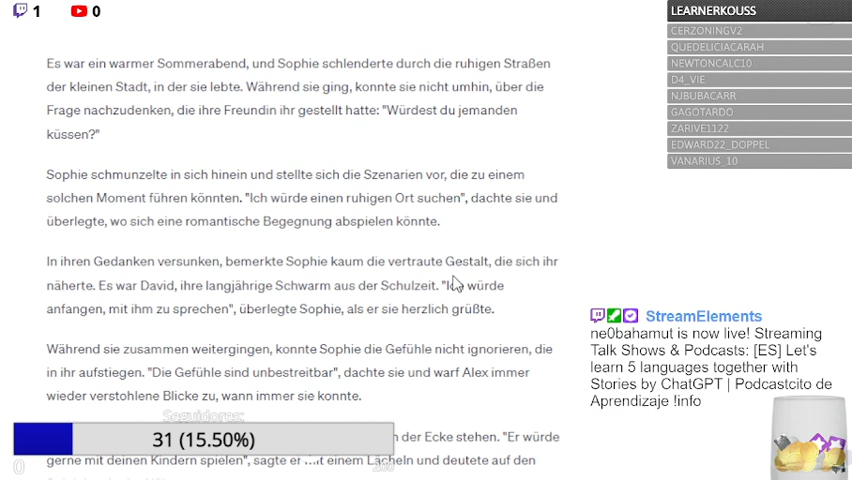 1
0
LEARNERKOUSS
CERZONINGV2
QUEDELICIACARAH
NEWTONCALC10
D4_VIE
NJBUBACARR
GAGOTARDO
ZARIVE1122
EDWARD22_DOPPEL
VANARIUS_10
Es war ein warmer Sommerabend, und Sophie schlenderte durch die ruhigen Straßen
der kleinen Stadt, in der sie lebte. Während sie ging, konnte sie nicht umhin, über die
Frage nachzudenken, die ihre Freundin ihr gestellt hatte: "Würdest du jemanden
küssen?"
Sophie schmunzelte in sich hinein und stellte sich die Szenarien vor, die zu einem
solchen Moment führen könnten. "Ich würde einen ruhigen Ort suchen", dachte sie und
überlegte, wo sich eine romantische Begegnung abspielen könnte.
In ihren Gedanken versunken, bemerkte Sophie kaum die vertraute Gestalt, die sich ihr
näherte. Es war David, ihre langjährige Schwarm aus der Schulzeit. "Ich würde
anfangen, mit ihm zu sprechen", überlegte Sophie, als er sie herzlich grüßte.
Während sie zusammen weitergingen, konnte Sophie die Gefühle nicht ignorieren, die
in ihr aufstiegen. "Die Gefühle sind unbestreitbar", dachte sie und warf Alex immer
wieder verstohlene Blicke zu, wann immer sie konnte.
der Ecke stehen. "Er würde
gerne mit deinen Kindern spielen", sagte er mit einem Lächeln und deutete auf den
Seguidores:
31 (15.50%)
0
200
StreamElements
ne0bahamut is now live! Streaming
Talk Shows & Podcasts: [ES] Let's
learn 5 languages together with
Stories by ChatGPT | Podcastcito de
Aprendizaje !info